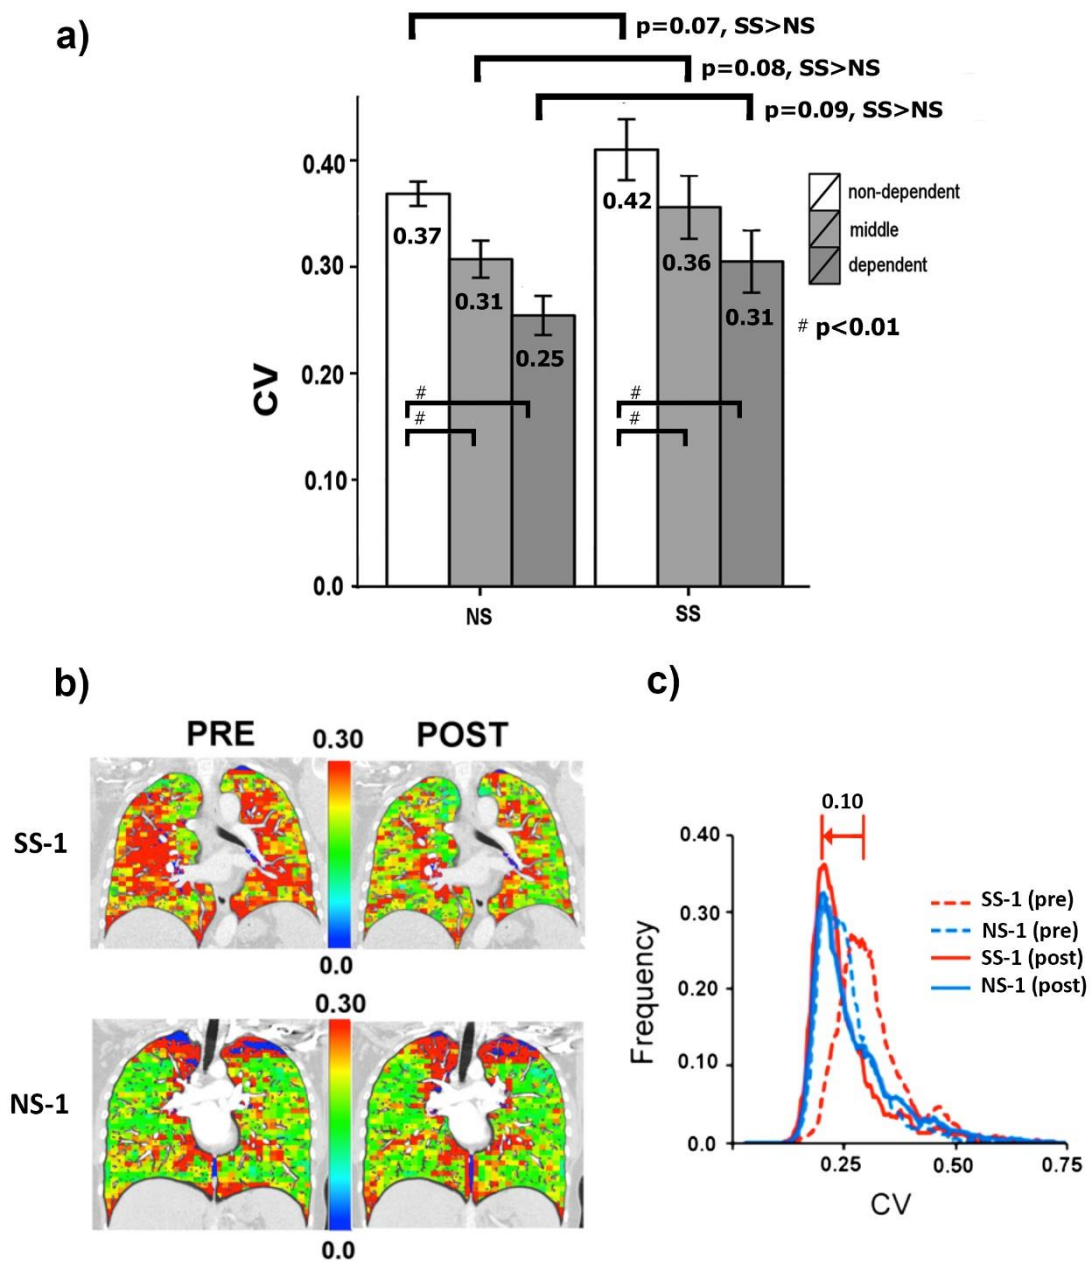 a)
p=0.07, SS>NS
p=0.08, SS>NS
p=0.09, SS>NS
0.40
0.30
0.20
0.10
0.0
CV
0.37
0.31
0.25
0.42
0.36
0.31
#
#
#
#
NS
SS
non-dependent
middle
dependent
# p<0.01
b)
PRE
0.30
POST
SS-1
0.0
0.30
NS-1
0.0
c)
0.10
0.40
0.30
0.20
0.10
0.0
Frequency
0.25
0.50
0.75
CV
SS-1 (pre)
NS-1 (pre)
SS-1 (post)
NS-1 (post)